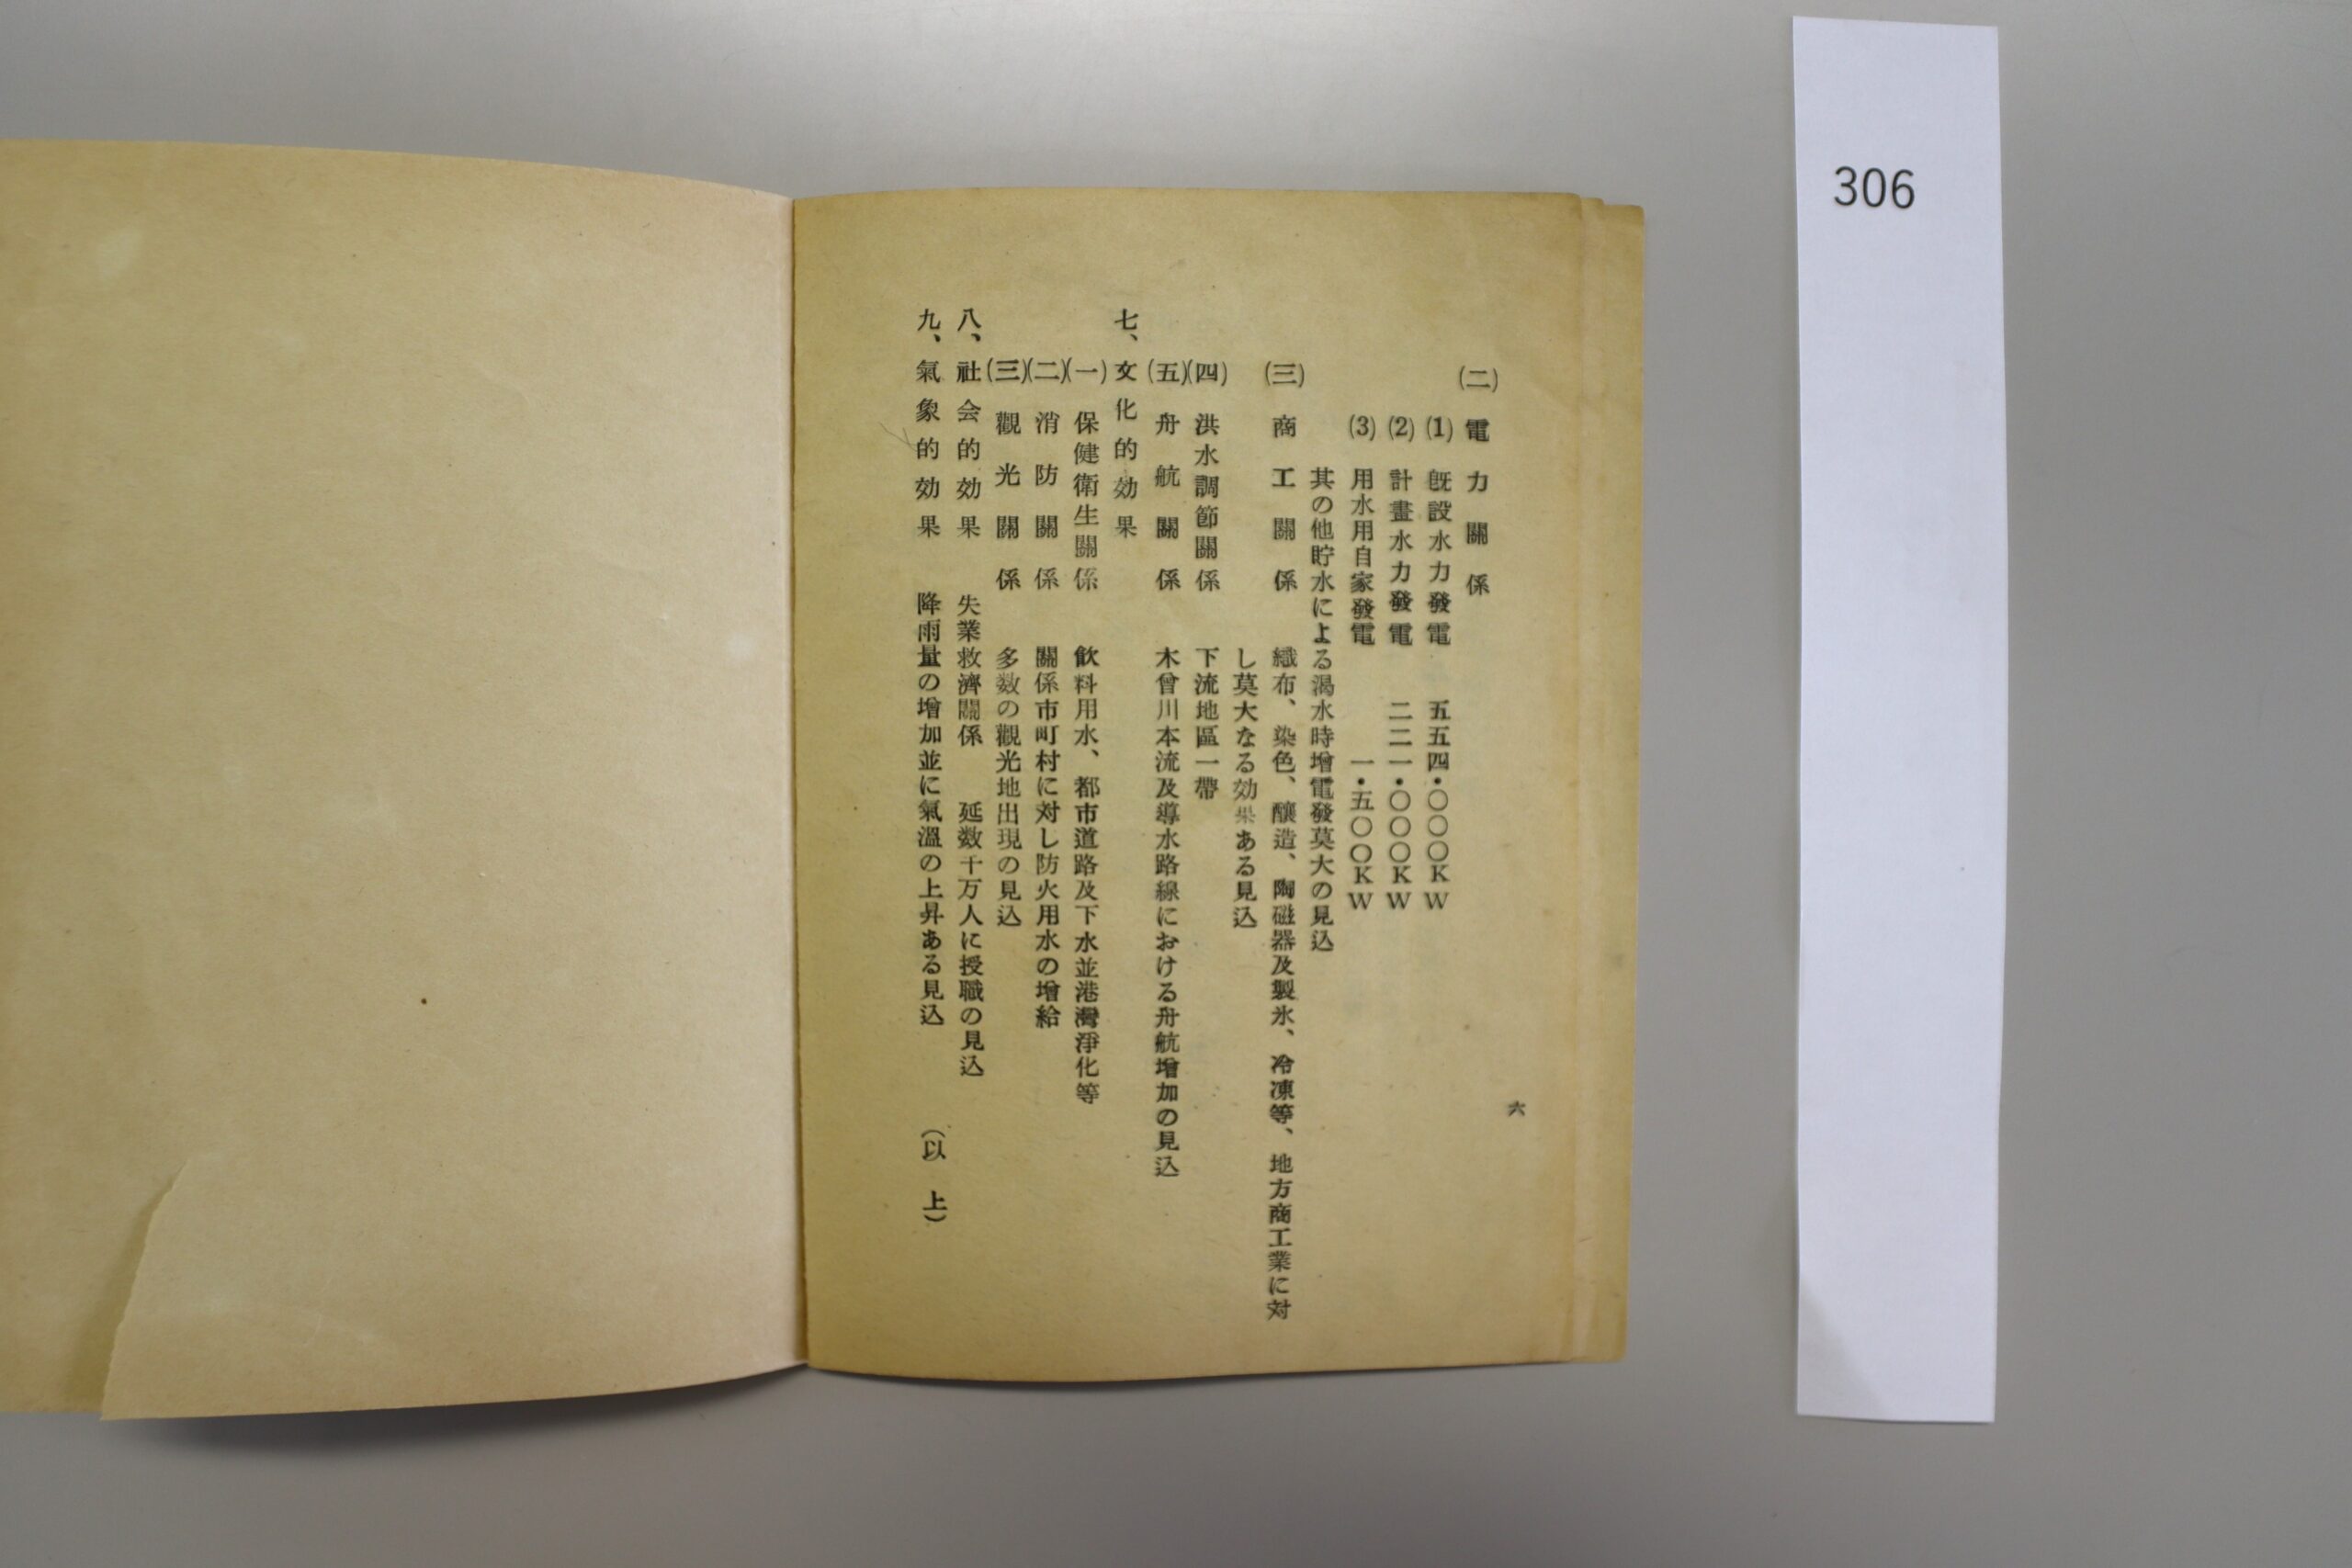 306
六
(二) 電力關係
(1) 既設水力發電 五五四・〇〇〇KW
(2) 計畫水力發電 二二一・〇〇〇KW
(3) 用水用自家發電 一・五〇〇KW
其の他貯水による渇水時增電發莫大の見込
(三) 商工關係 織布、染色、釀造、陶磁器及製氷、冷凍等、地方商工業に対
し莫大なる効果ある見込
(四) 洪水調節關係 下流地區一帶
(五) 舟航關係 木曾川本流及導水路線における舟航增加の見込
七、文化的効果
(一) 保健衛生關係 飮料用水、都市道路及下水並港灣淨化等
(二) 消防關係 關係市町村に対し防火用水の增給
(三) 觀光關係 多数の觀光地出現の見込
八、社会的効果 失業救濟關係 延数千万人に授職の見込
九、氣象的効果 降雨量の增加並に氣溫の上昇ある見込 (以上)